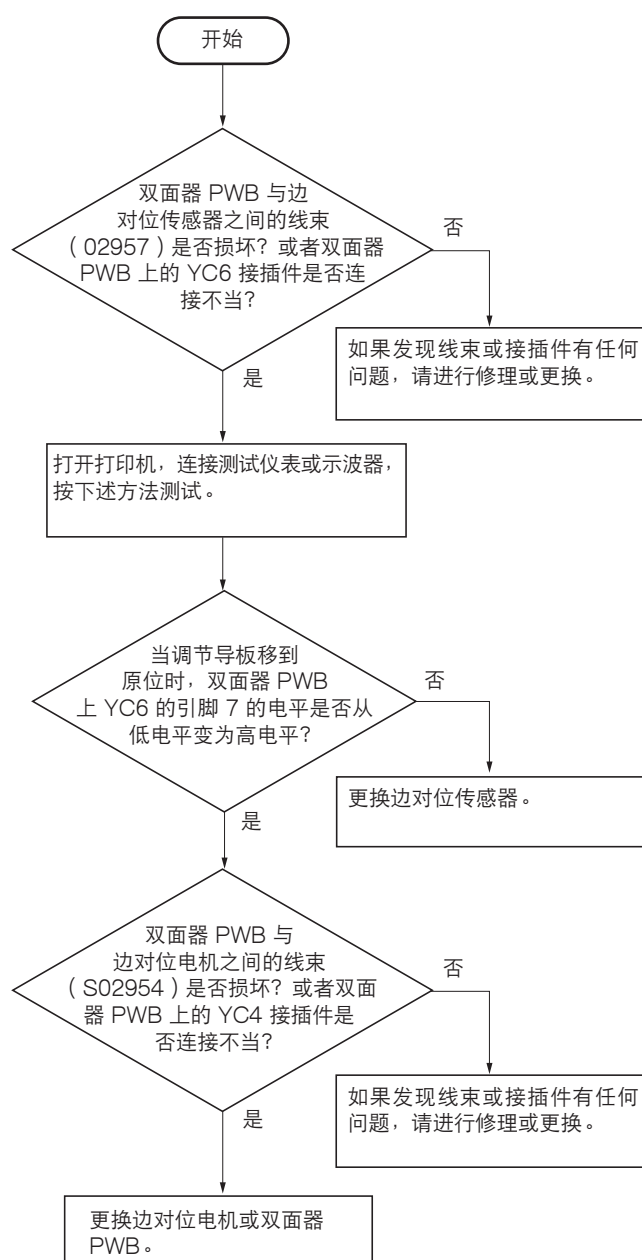 开始
双面器 PWB 与边
对位传感器之间的线束
（02957）是否损坏？或者双面器
PWB 上的 YC6 接插件是否连
接不当？
否
如果发现线束或接插件有任何
问题，请进行修理或更换。
是
打开打印机，连接测试仪表或示波器，
按下述方法测试。
当调节导板移到
原位时，双面器 PWB
上 YC6 的引脚 7 的电平是否从
低电平变为高电平？
否
更换边对位传感器。
是
双面器 PWB 与
边对位电机之间的线束
（S02954）是否损坏？或者双面
器 PWB 上的 YC4 接插件是
否连接不当？
否
如果发现线束或接插件有任何
问题，请进行修理或更换。
是
更换边对位电机或双面器
PWB。